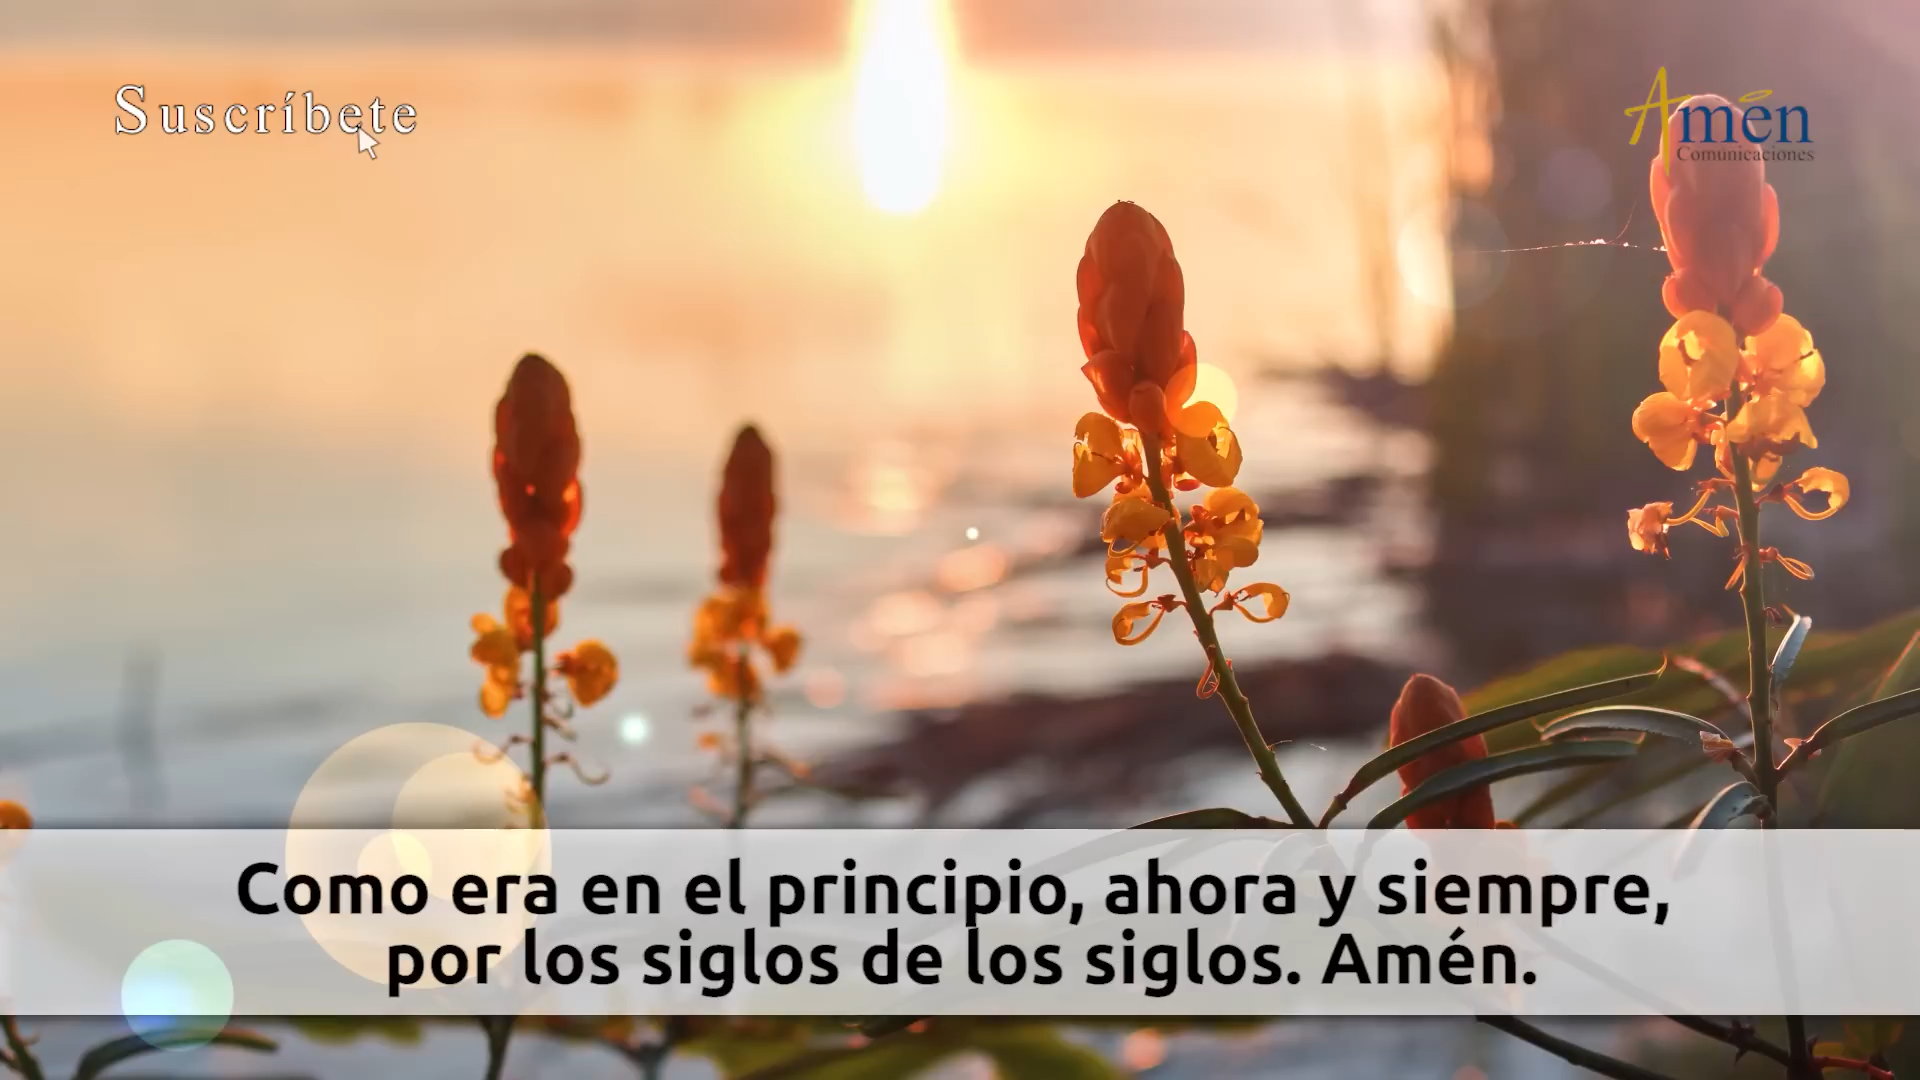 Suscríbete
Amén
Comunicaciones
Como era en el principio, ahora y siempre,
por los siglos de los siglos. Amén.